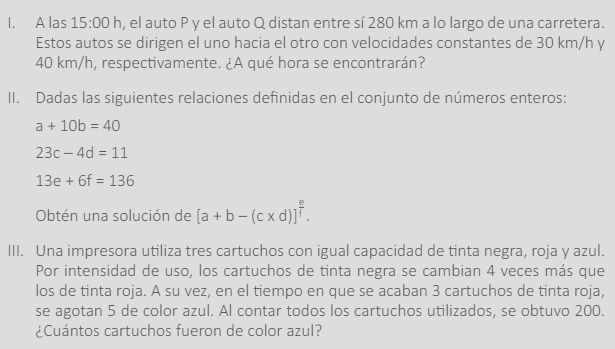 I. A las 15:00 h, el auto P y el auto Q distan entre sí 280 km a lo largo de una carretera.
Estos autos se dirigen el uno hacia el otro con velocidades constantes de 30 km/h y
40 km/h, respectivamente. ¿A qué hora se encontrarán?
II. Dadas las siguientes relaciones definidas en el conjunto de números enteros:
a + 10b = 40
23c – 4d = 11
13e + 6f = 136
Obtén una solución de [a + b – (c x d)]^(e/f).
III. Una impresora utiliza tres cartuchos con igual capacidad de tinta negra, roja y azul.
Por intensidad de uso, los cartuchos de tinta negra se cambian 4 veces más que
los de tinta roja. A su vez, en el tiempo en que se acaban 3 cartuchos de tinta roja,
se agotan 5 de color azul. Al contar todos los cartuchos utilizados, se obtuvo 200.
¿Cuántos cartuchos fueron de color azul?